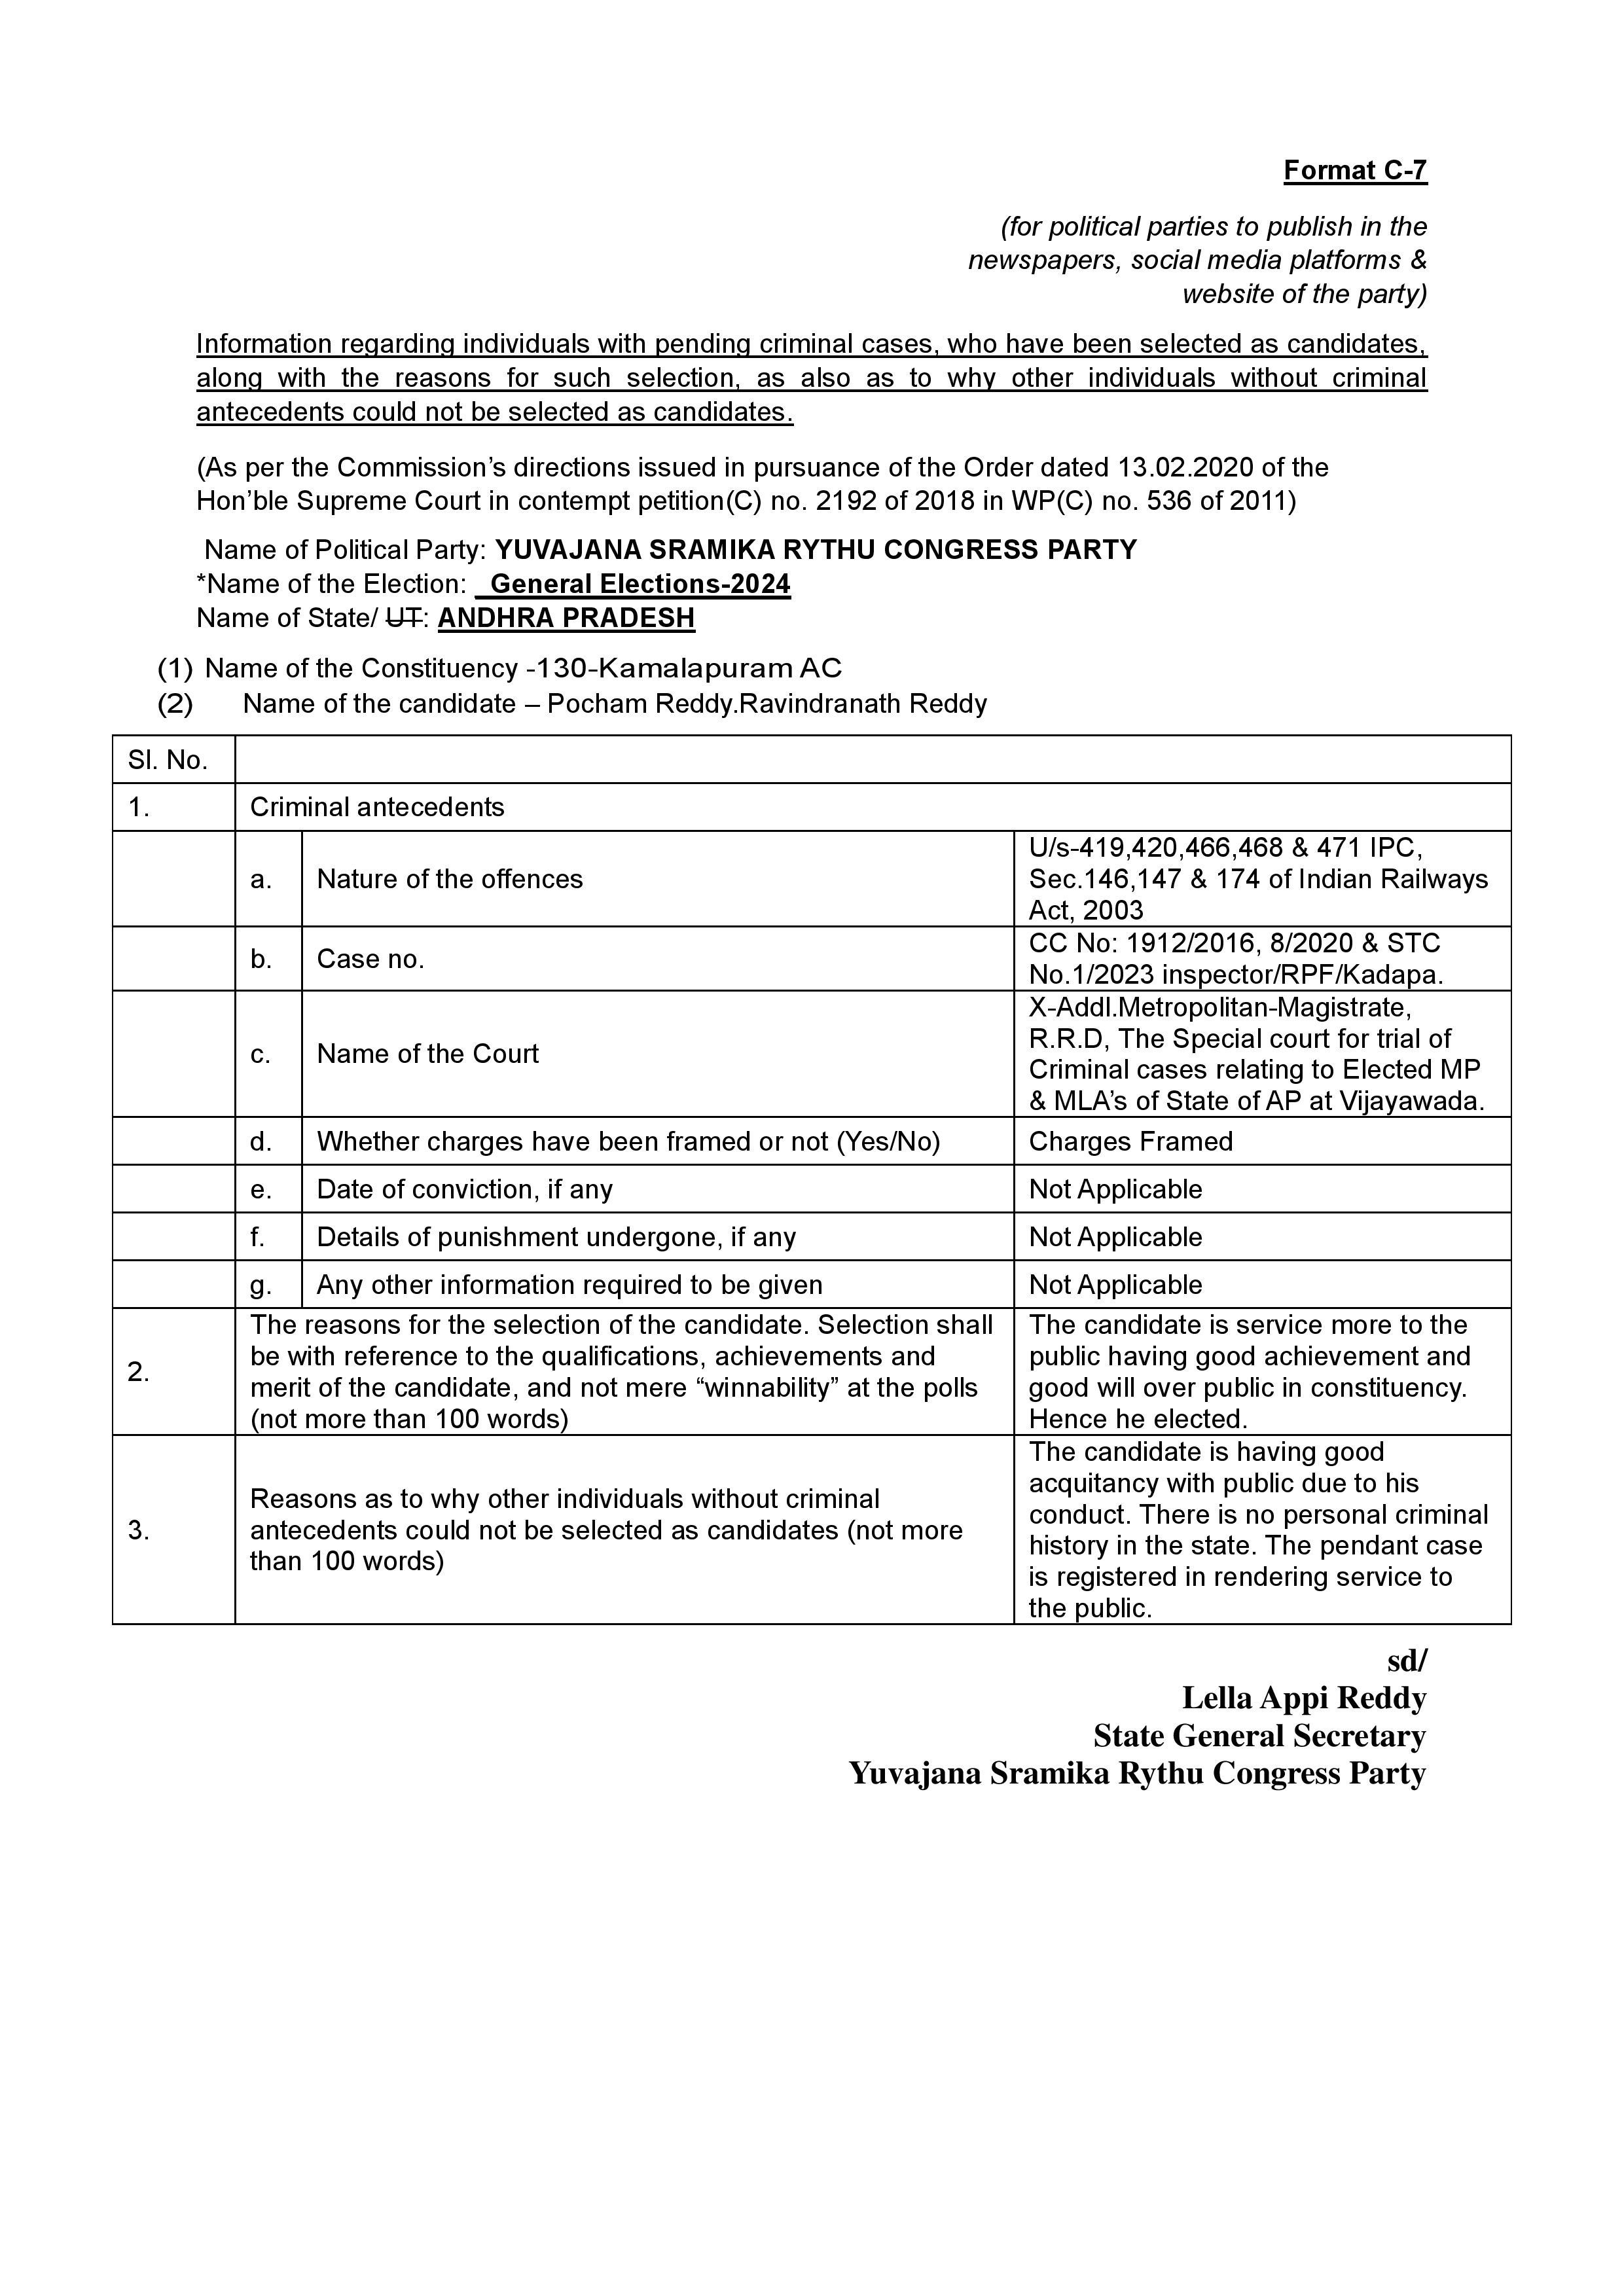 Format C-7
(for political parties to publish in the
newspapers, social media platforms &
website of the party)
Information regarding individuals with pending criminal cases, who have been selected as candidates,
along with the reasons for such selection, as also as to why other individuals without criminal
antecedents could not be selected as candidates.
(As per the Commission’s directions issued in pursuance of the Order dated 13.02.2020 of the
Hon’ble Supreme Court in contempt petition(C) no. 2192 of 2018 in WP(C) no. 536 of 2011)
Name of Political Party: YUVAJANA SRAMIKA RYTHU CONGRESS PARTY
*Name of the Election: _General Elections-2024
Name of State/ UT: ANDHRA PRADESH
(1) Name of the Constituency -130-Kamalapuram AC
(2) Name of the candidate – Pocham Reddy.Ravindranath Reddy
Sl. No.
1. Criminal antecedents
a. Nature of the offences
U/s-419,420,466,468 & 471 IPC,
Sec.146,147 & 174 of Indian Railways
Act, 2003
b. Case no.
CC No: 1912/2016, 8/2020 & STC
No.1/2023 inspector/RPF/Kadapa.
c. Name of the Court
X-Addl.Metropolitan-Magistrate,
R.R.D, The Special court for trial of
Criminal cases relating to Elected MP
& MLA’s of State of AP at Vijayawada.
d. Whether charges have been framed or not (Yes/No) Charges Framed
e. Date of conviction, if any Not Applicable
f. Details of punishment undergone, if any Not Applicable
g. Any other information required to be given Not Applicable
2.
The reasons for the selection of the candidate. Selection shall
be with reference to the qualifications, achievements and
merit of the candidate, and not mere “winnability” at the polls
(not more than 100 words)
The candidate is service more to the
public having good achievement and
good will over public in constituency.
Hence he elected.
3.
Reasons as to why other individuals without criminal
antecedents could not be selected as candidates (not more
than 100 words)
The candidate is having good
acquitancy with public due to his
conduct. There is no personal criminal
history in the state. The pendant case
is registered in rendering service to
the public.
sd/
Lella Appi Reddy
State General Secretary
Yuvajana Sramika Rythu Congress Party